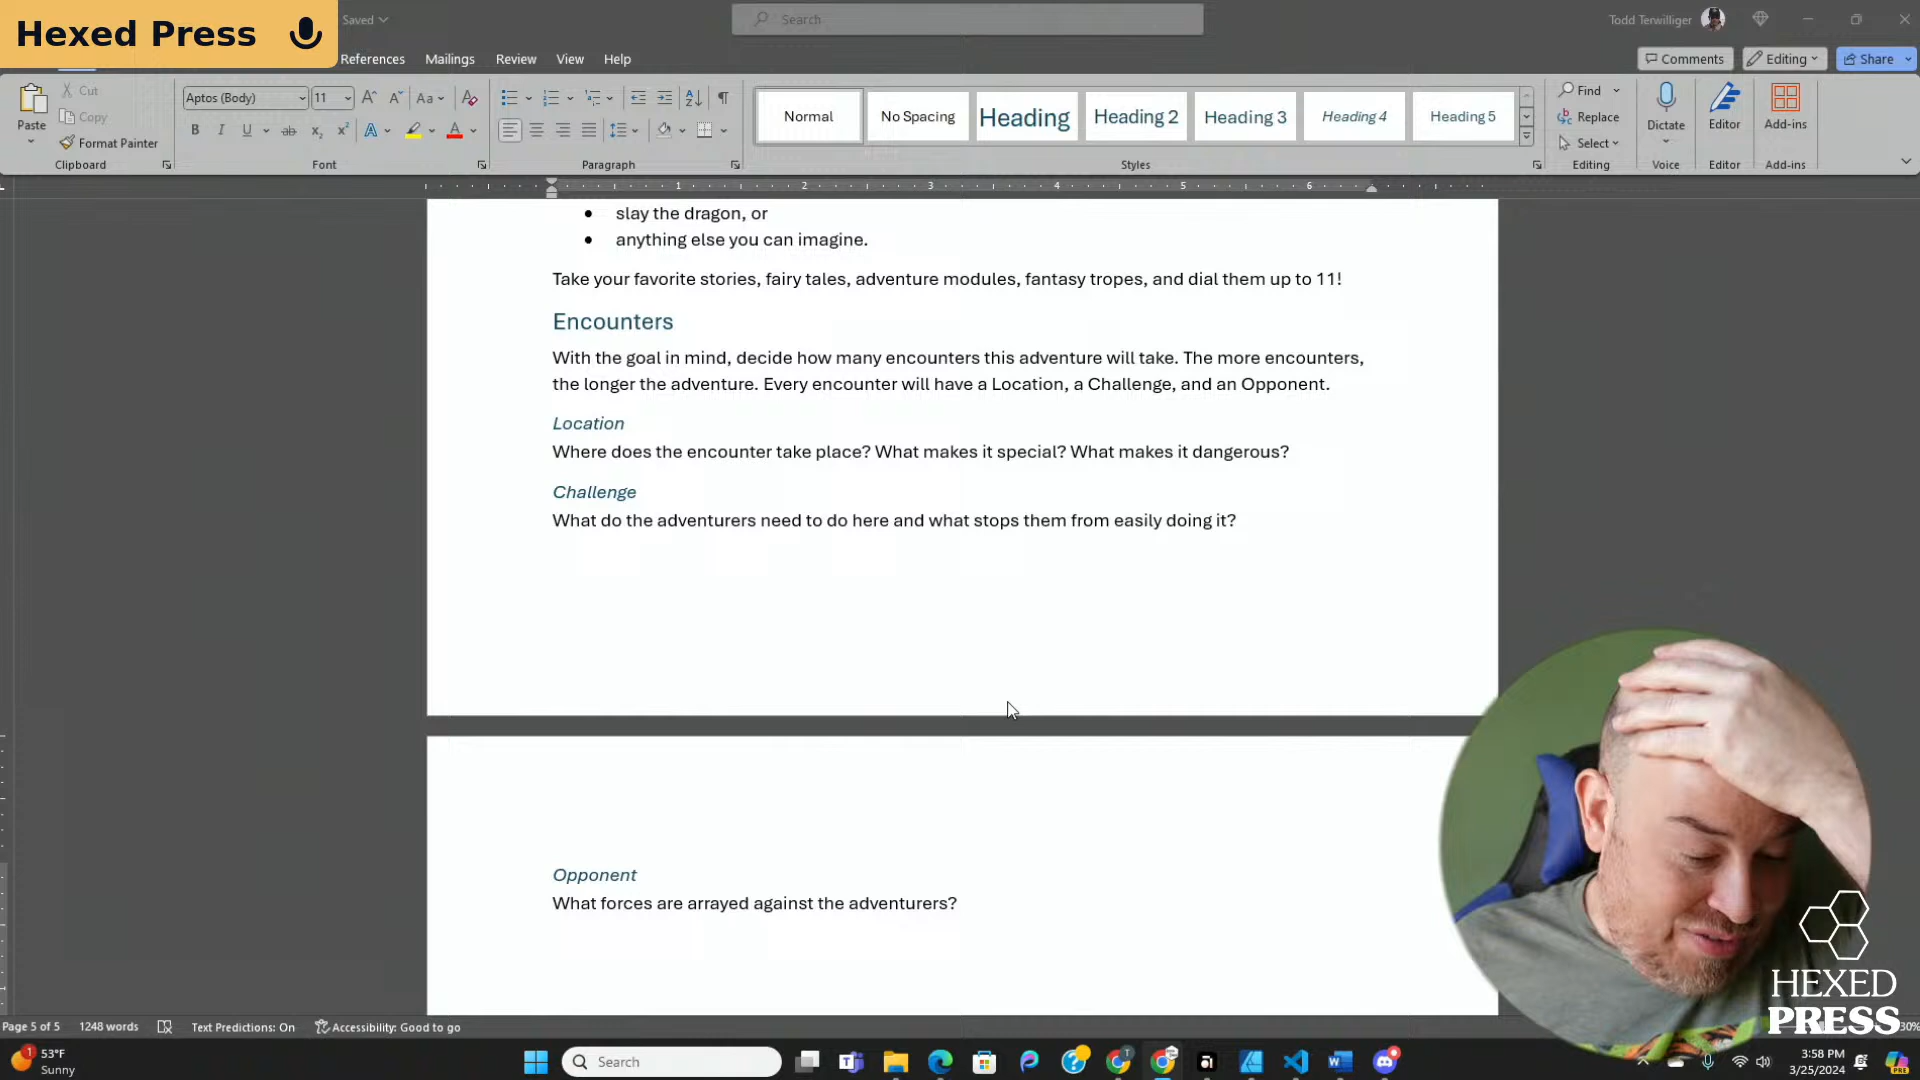 Hexed Press
Saved
Search
Todd Terwilliger
References
Mailings
Review
View
Help
Comments
Editing
Share
Paste
Cut
Copy
Format Painter
Clipboard
Aptos (Body)
11
Font
Paragraph
Normal
No Spacing
Heading
Heading 2
Heading 3
Heading 4
Heading 5
Styles
Find
Replace
Select
Editing
Dictate
Voice
Editor
Editor
Add-ins
Add-ins
1 2 3 4 5 6
slay the dragon, or
anything else you can imagine.
Take your favorite stories, fairy tales, adventure modules, fantasy tropes, and dial them up to 11!
Encounters
With the goal in mind, decide how many encounters this adventure will take. The more encounters,
the longer the adventure. Every encounter will have a Location, a Challenge, and an Opponent.
Location
Where does the encounter take place? What makes it special? What makes it dangerous?
Challenge
What do the adventurers need to do here and what stops them from easily doing it?
Opponent
What forces are arrayed against the adventurers?
HEXED
PRESS
Page 5 of 5
1248 words
Text Predictions: On
Accessibility: Good to go
53°F
Sunny
Search
3:58 PM
3/25/2024